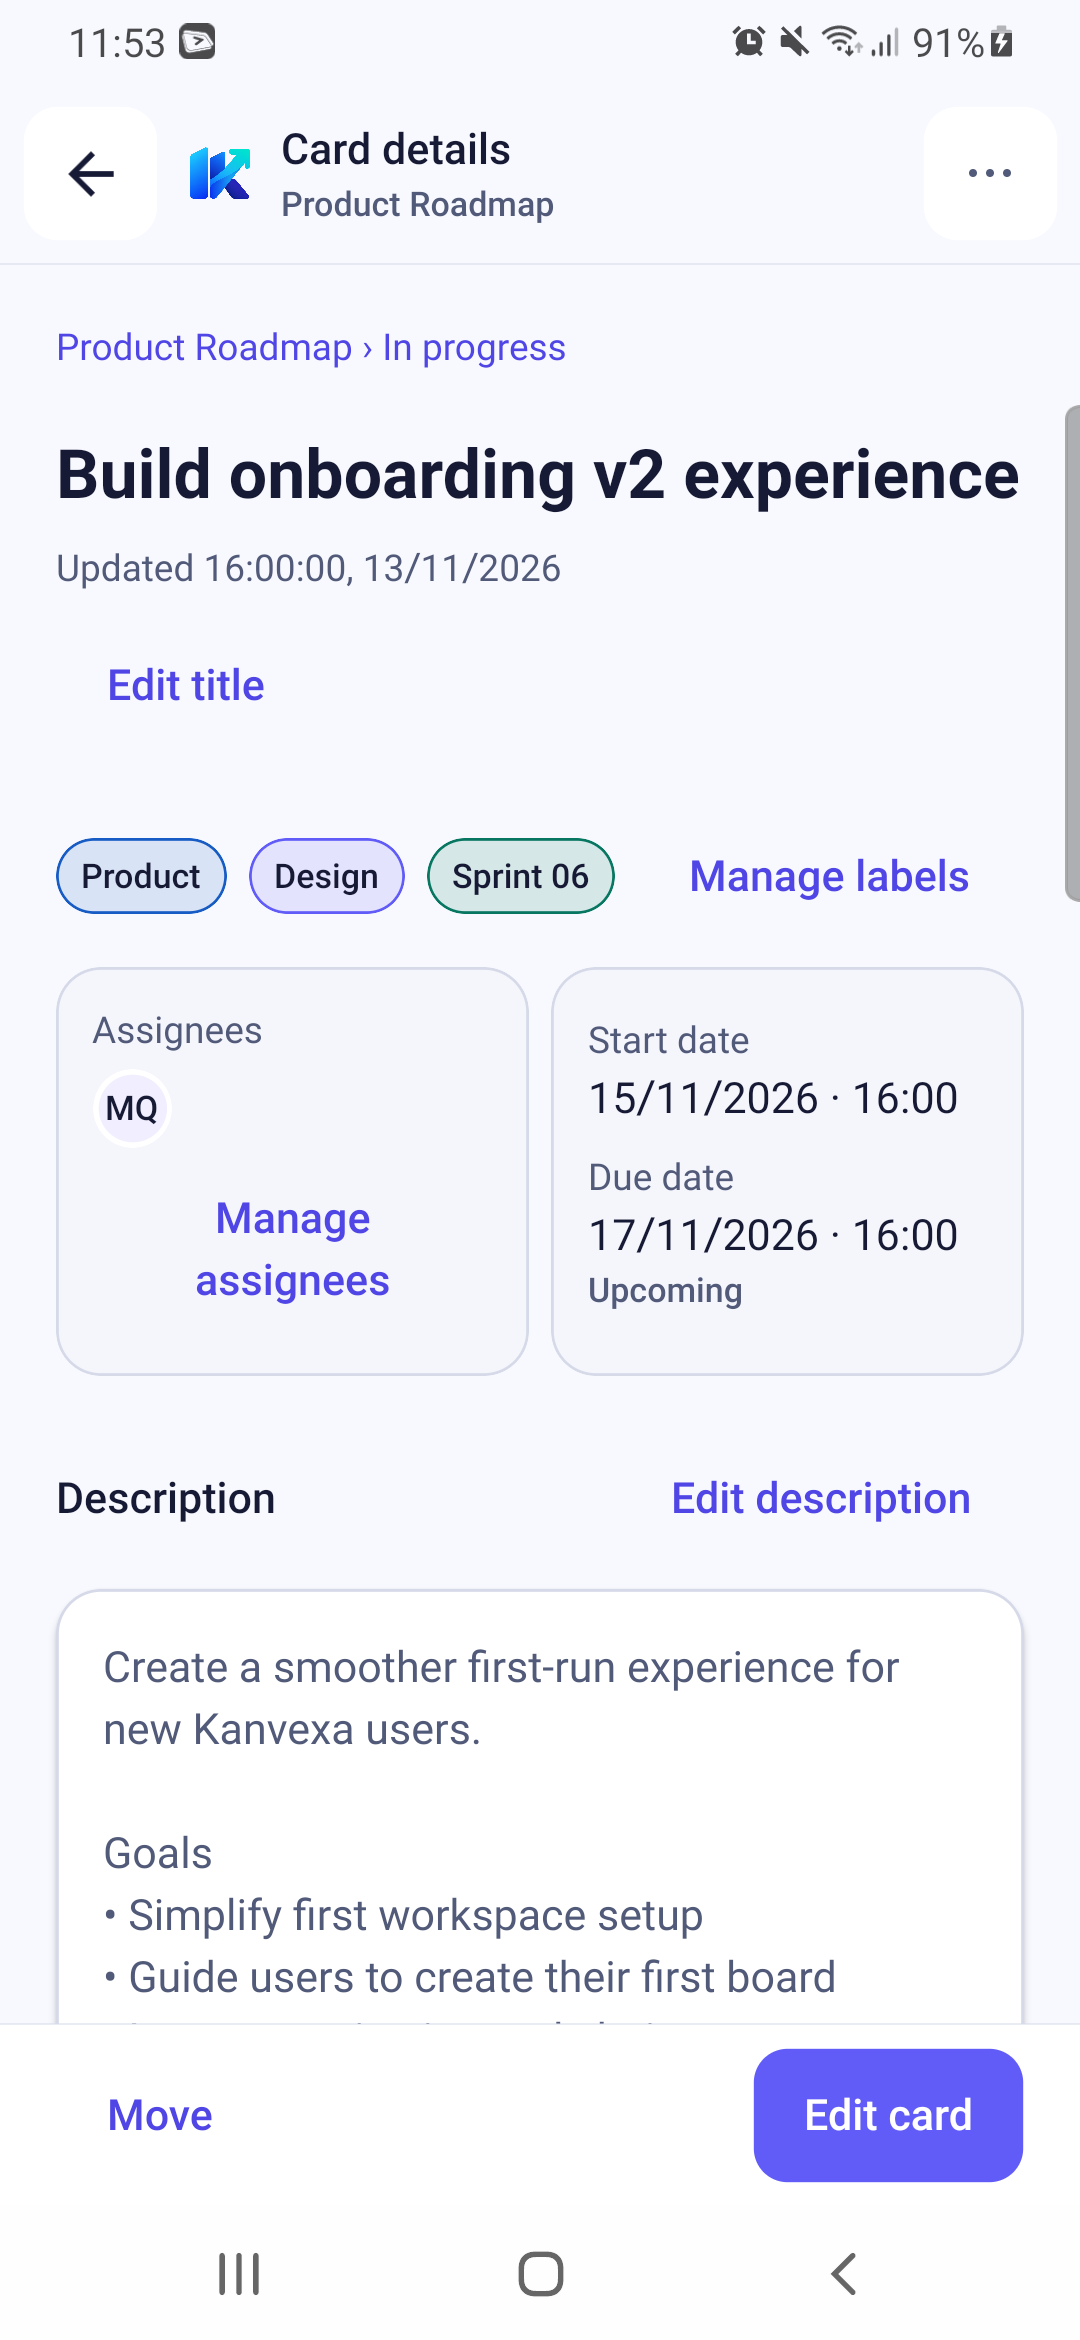 11:53
91%
Card details
Product Roadmap
Product Roadmap › In progress
Build onboarding v2 experience
Updated 16:00:00, 13/11/2026
Edit title
Product
Design
Sprint 06
Manage labels
Assignees
MQ
Manage
assignees
Start date
15/11/2026 · 16:00
Due date
17/11/2026 · 16:00
Upcoming
Description
Edit description
Create a smoother first-run experience for
new Kanvexa users.
Goals
• Simplify first workspace setup
• Guide users to create their first board
Move
Edit card